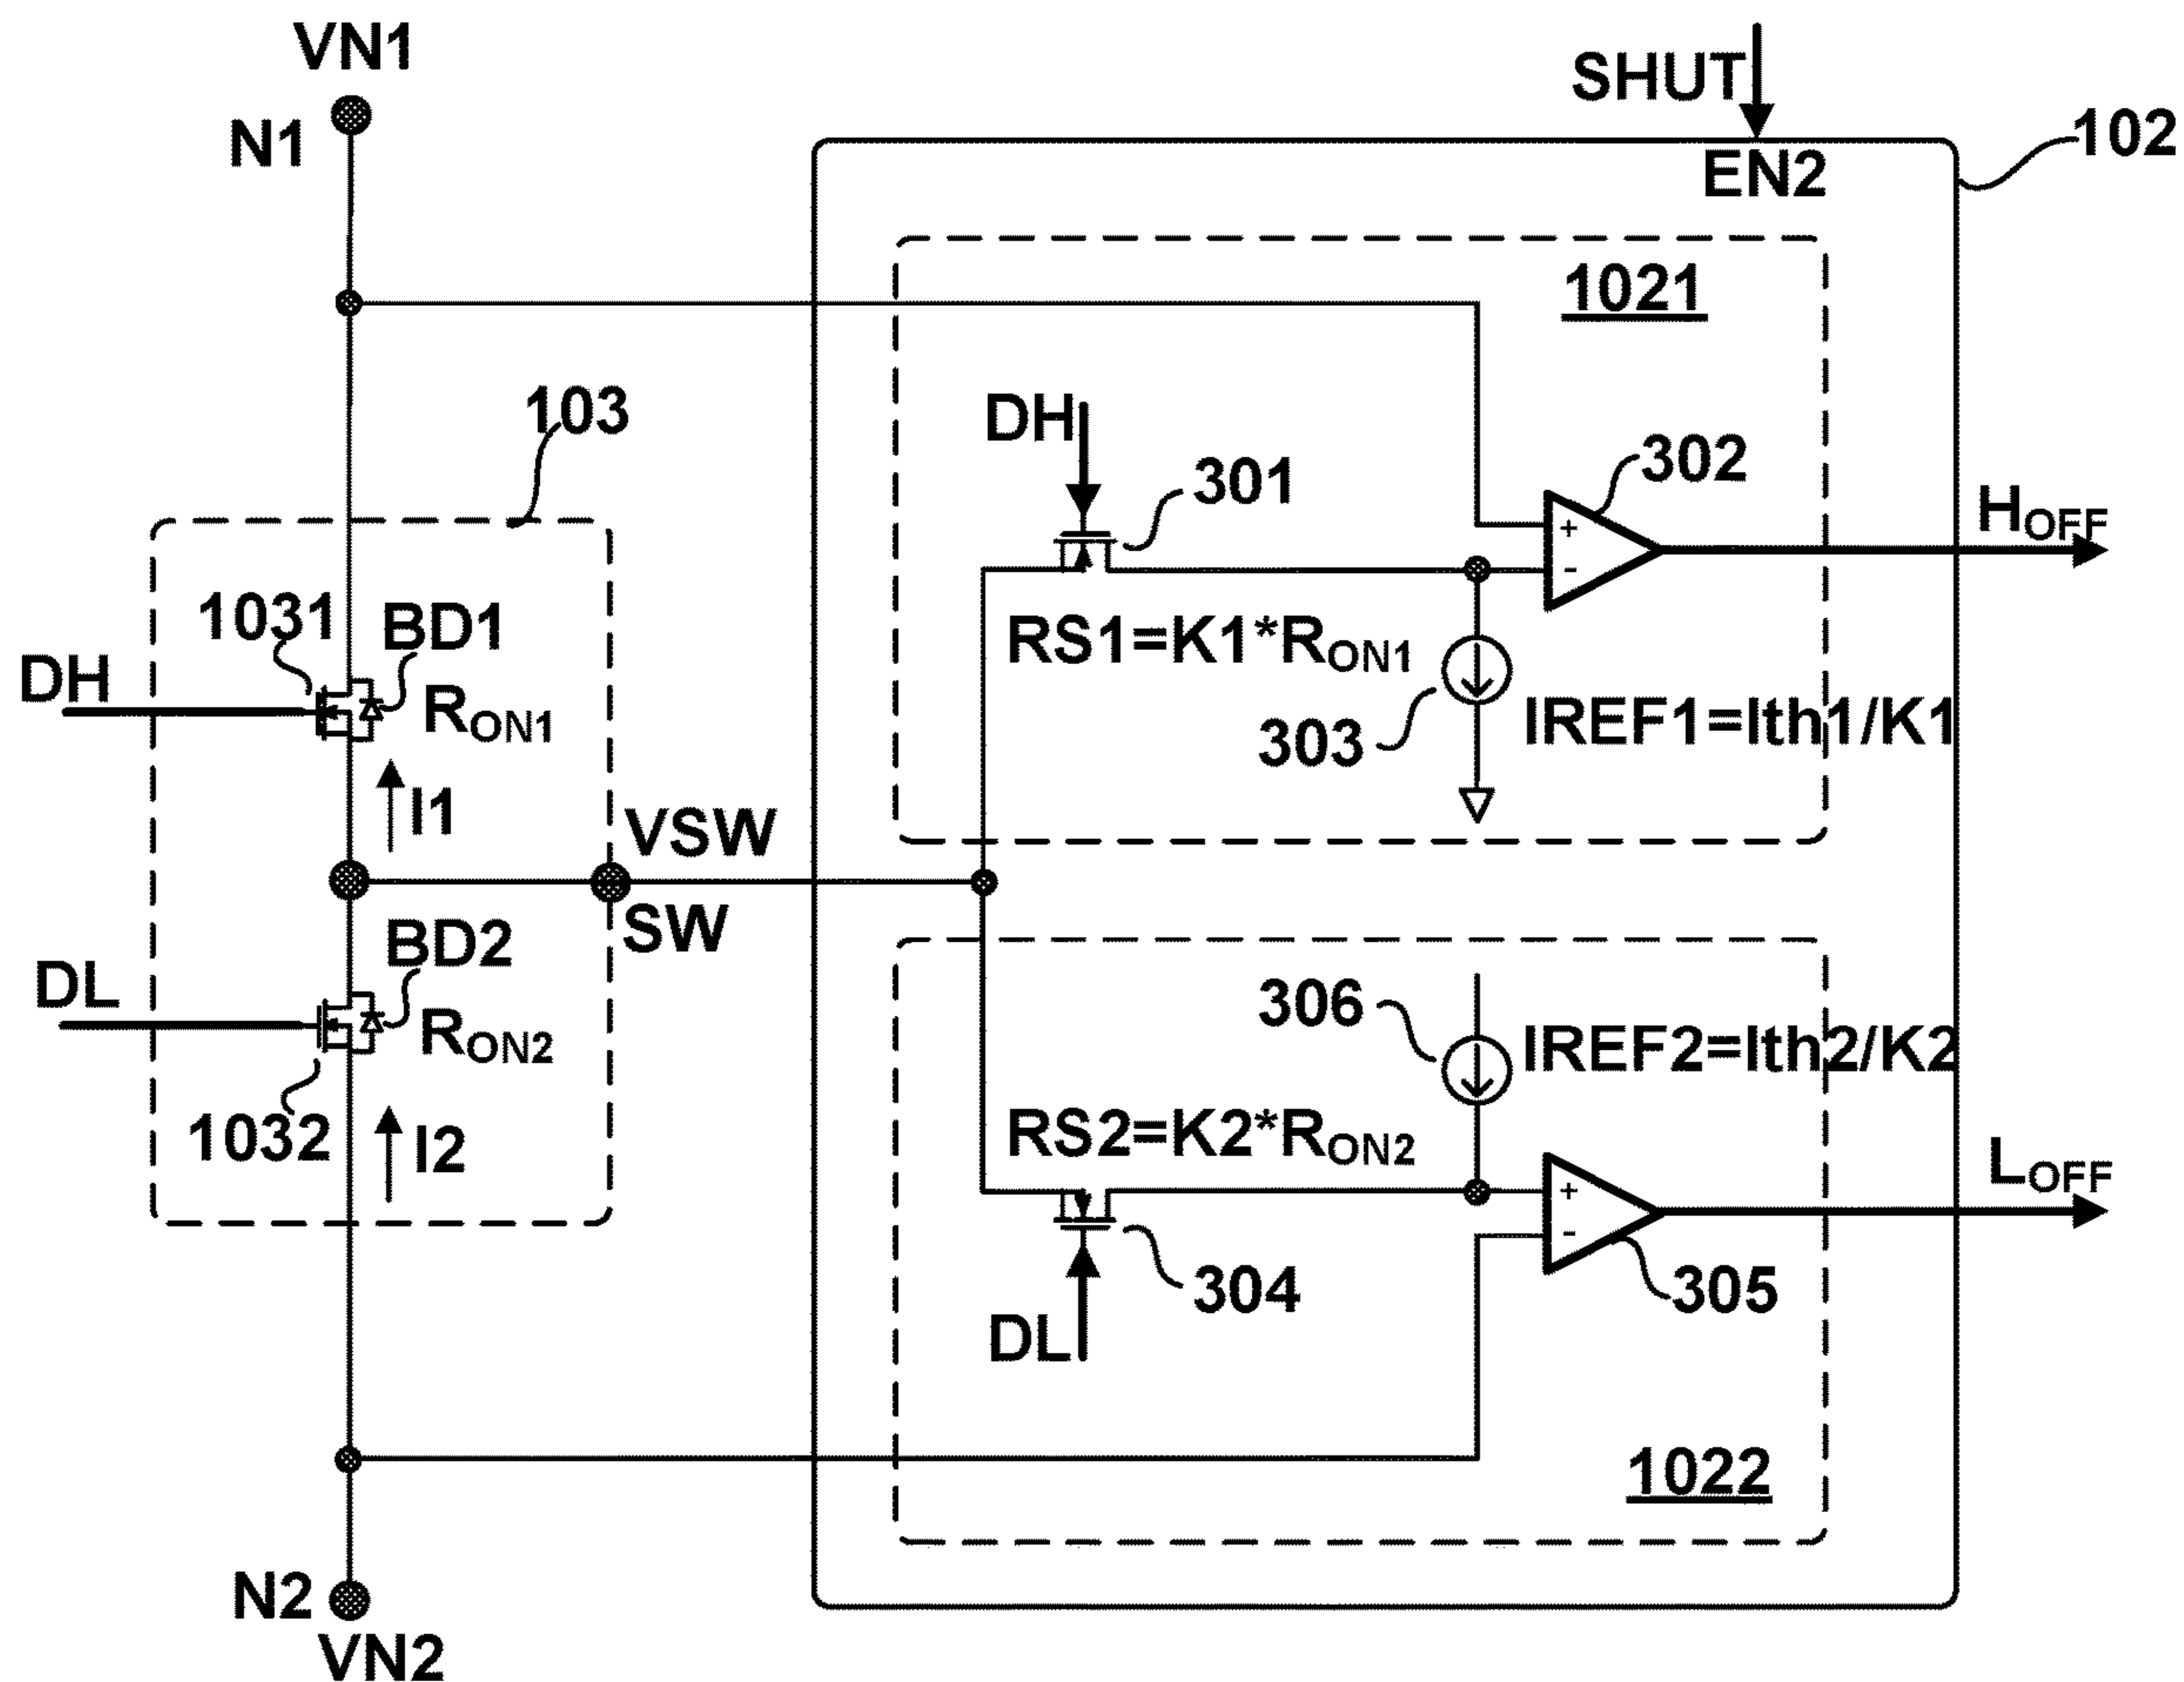 VN1
N1
SHUT
EN2
102
1021
103
DH
301
302
+
-
HOFF
1031
BD1
DH
RON1
RS1=K1*RON1
303
IREF1=Ith1/K1
I1
VSW
SW
BD2
DL
RON2
1032
I2
306
IREF2=Ith2/K2
RS2=K2*RON2
+
-
LOFF
304
305
DL
1022
N2
VN2